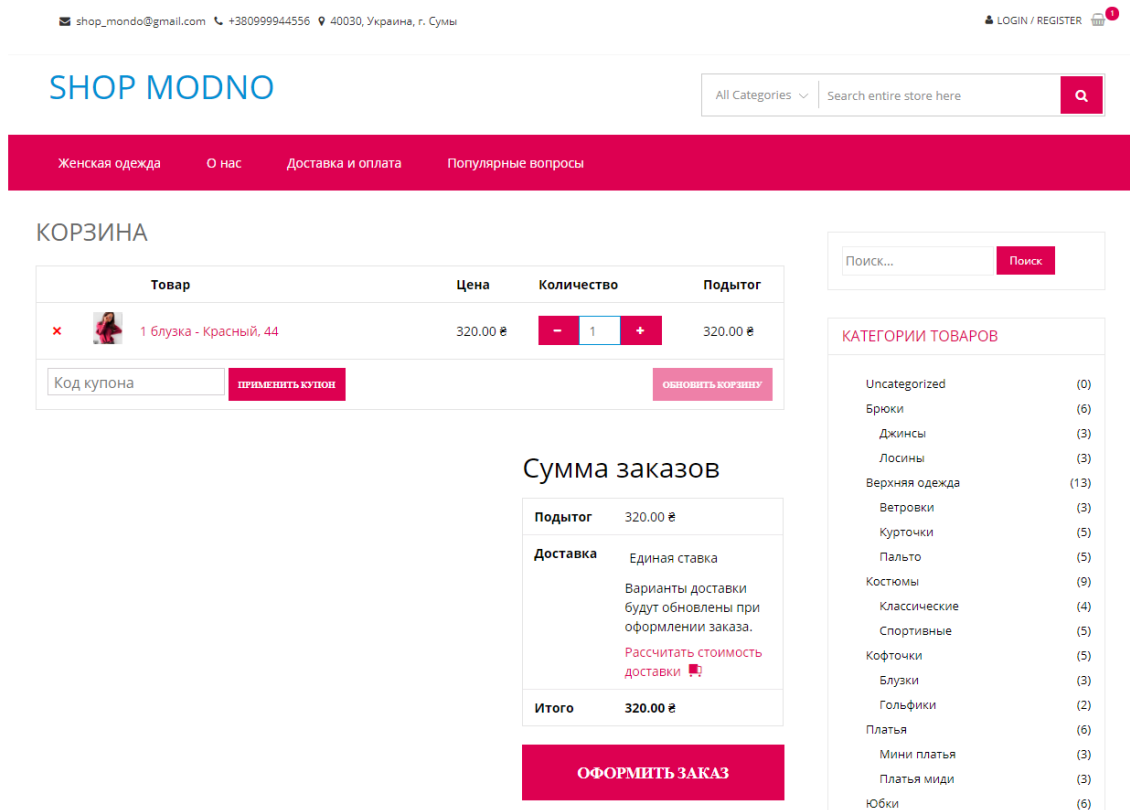 shop_mondo@gmail.com +380999944556 40030, Украина, г. Сумы
LOGIN / REGISTER 1
SHOP MODNO
All Categories Search entire store here
Женская одежда О нас Доставка и оплата Популярные вопросы
КОРЗИНА
Товар Цена Количество Подытог
1 блузка - Красный, 44 320.00 ₴ − 1 + 320.00 ₴
Код купона ПРИМЕНИТЬ КУПОН ОБНОВИТЬ КОРЗИНУ
Сумма заказов
Подытог 320.00 ₴
Доставка Единая ставка
Варианты доставки
будут обновлены при
оформлении заказа.
Рассчитать стоимость
доставки
Итого 320.00 ₴
ОФОРМИТЬ ЗАКАЗ
Поиск… Поиск
КАТЕГОРИИ ТОВАРОВ
Uncategorized (0)
Брюки (6)
Джинсы (3)
Лосины (3)
Верхняя одежда (13)
Ветровки (3)
Курточки (5)
Пальто (5)
Костюмы (9)
Классические (4)
Спортивные (5)
Кофточки (5)
Блузки (3)
Гольфики (2)
Платья (6)
Мини платья (3)
Платья миди (3)
Юбки (6)